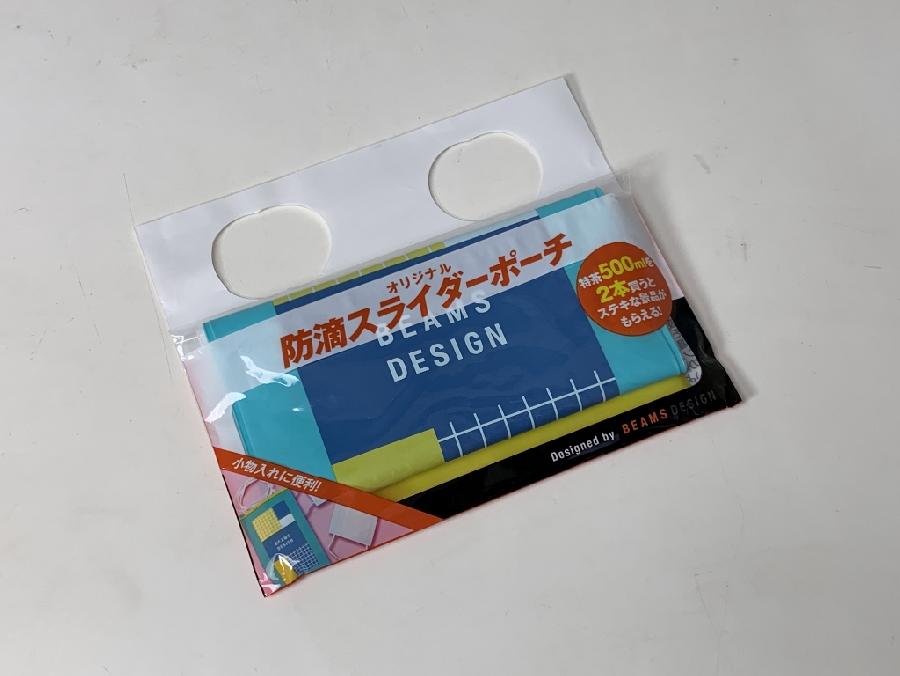 オリジナル
防滴スライダーポーチ
BEAMS
DESIGN
特茶500mlを
2本買うと
ステキな景品が
もらえる!
小物入れに便利!
Designed by BEAMS DESIGN